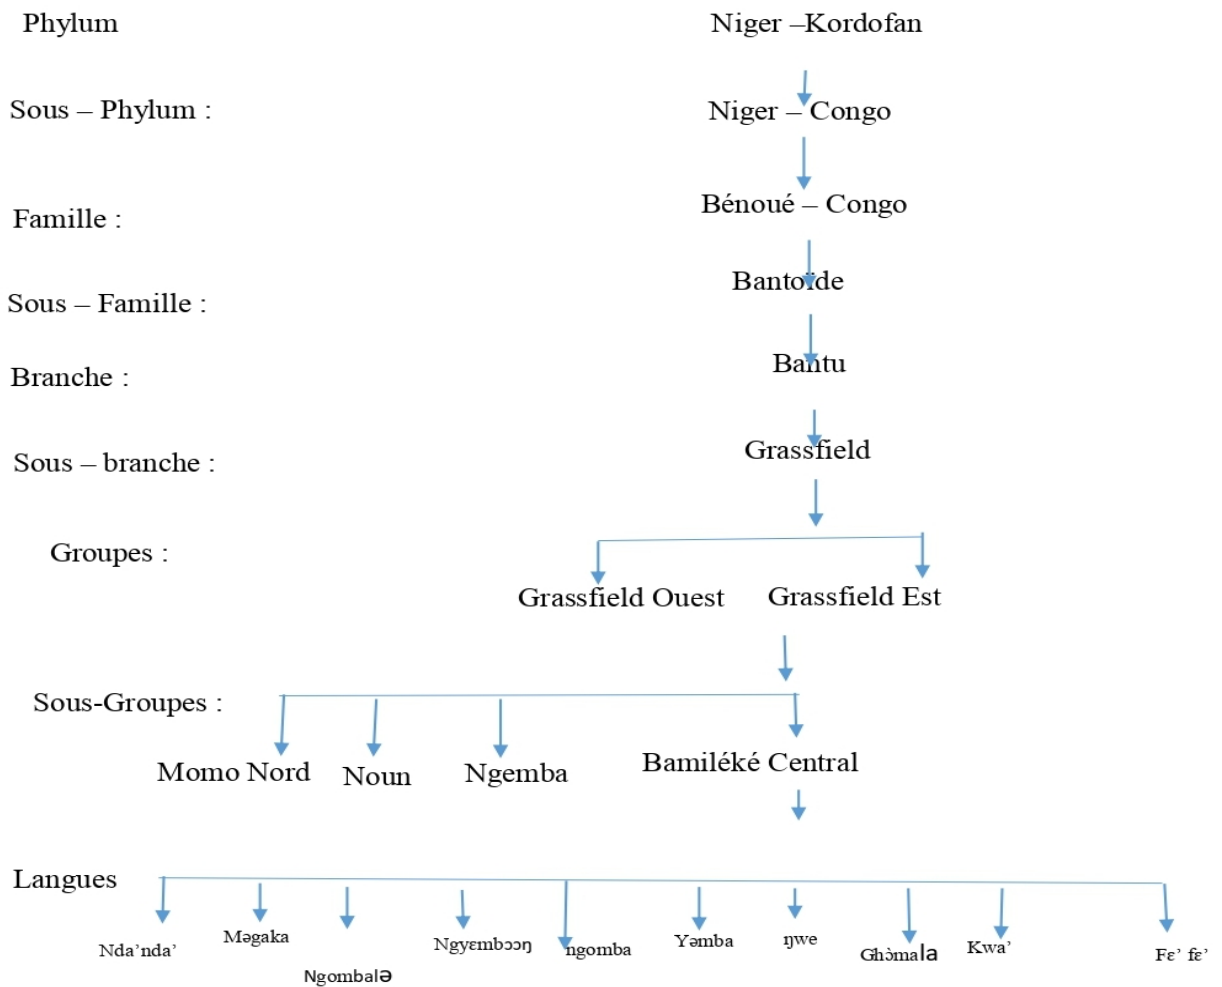 Phylum Niger –Kordofan
Sous – Phylum : Niger – Congo
Famille : Bénoué – Congo
Sous – Famille : Bantoïde
Branche : Bantu
Sous – branche : Grassfield
Groupes :
Grassfield Ouest Grassfield Est
Sous-Groupes :
Momo Nord Noun Ngemba Bamiléké Central
Langues
Nda’nda’ Məgaka Ngombalə Ngyɛmbɔɔŋ ngomba Yəmba ŋwe Ghɔ̀mala Kwa’ Fɛ’ fɛ’